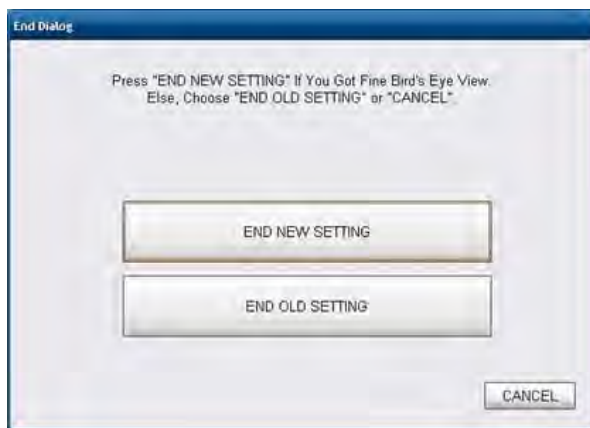 End Dialog
Press "END NEW SETTING" If You Got Fine Bird's Eye View.
Else, Choose "END OLD SETTING" or "CANCEL".
END NEW SETTING
END OLD SETTING
CANCEL